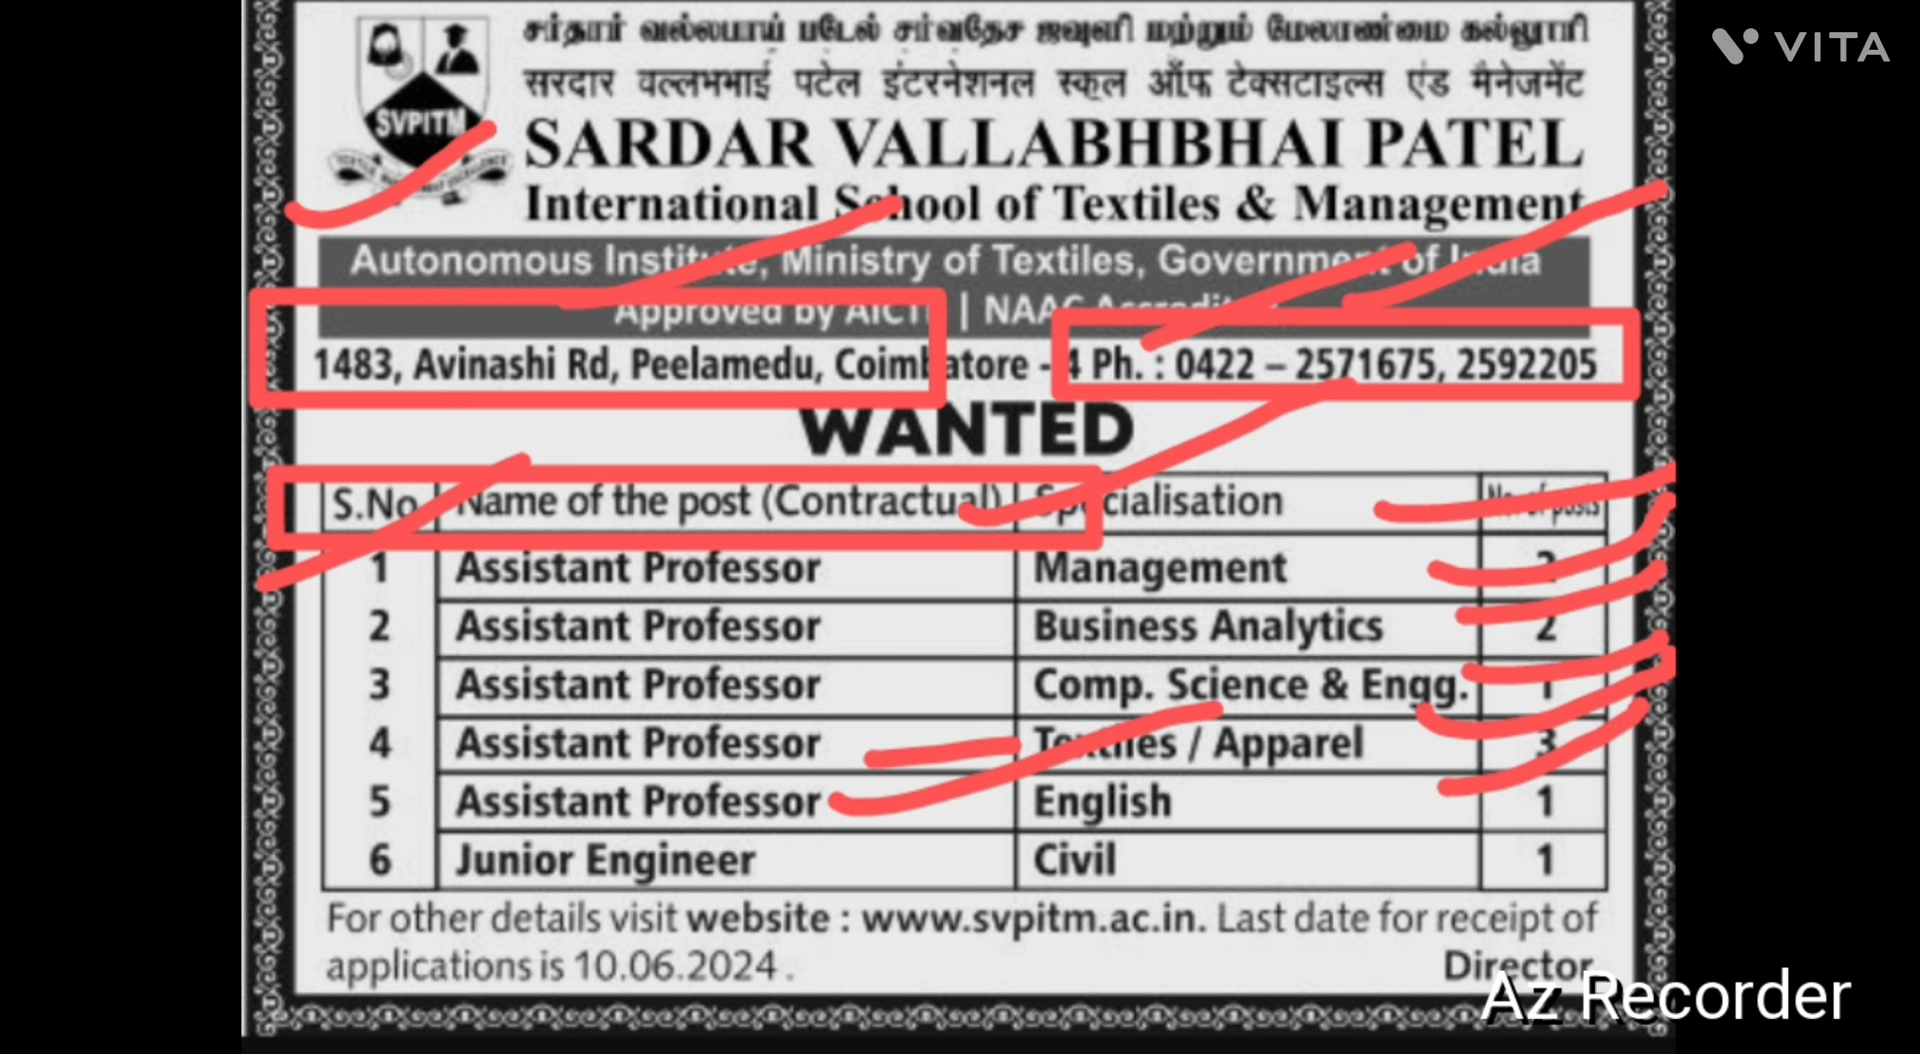 சர்தார் வல்லபாய் படேல் சர்வதேச ஜவுளி மற்றும் மேலாண்மை கல்லூரி
VITA
सरदार वल्लभभाई पटेल इंटरनेशनल स्कूल ऑफ टेक्सटाइल्स एंड मैनेजमेंट
SVPITM
SARDAR VALLABHBHAI PATEL
International School of Textiles & Management
Autonomous Institute, Ministry of Textiles, Government of India
Approved by AICTE | NAAC Accredited
1483, Avinashi Rd, Peelamedu, Coimbatore - 4 Ph. : 0422 – 2571675, 2592205
WANTED
S.No Name of the post (Contractual) Specialisation No. of posts
1 Assistant Professor Management
2 Assistant Professor Business Analytics 2
3 Assistant Professor Comp. Science & Engg. 1
4 Assistant Professor Textiles / Apparel 3
5 Assistant Professor English 1
6 Junior Engineer Civil 1
For other details visit website : www.svpitm.ac.in. Last date for receipt of
applications is 10.06.2024 .
Director
Az Recorder